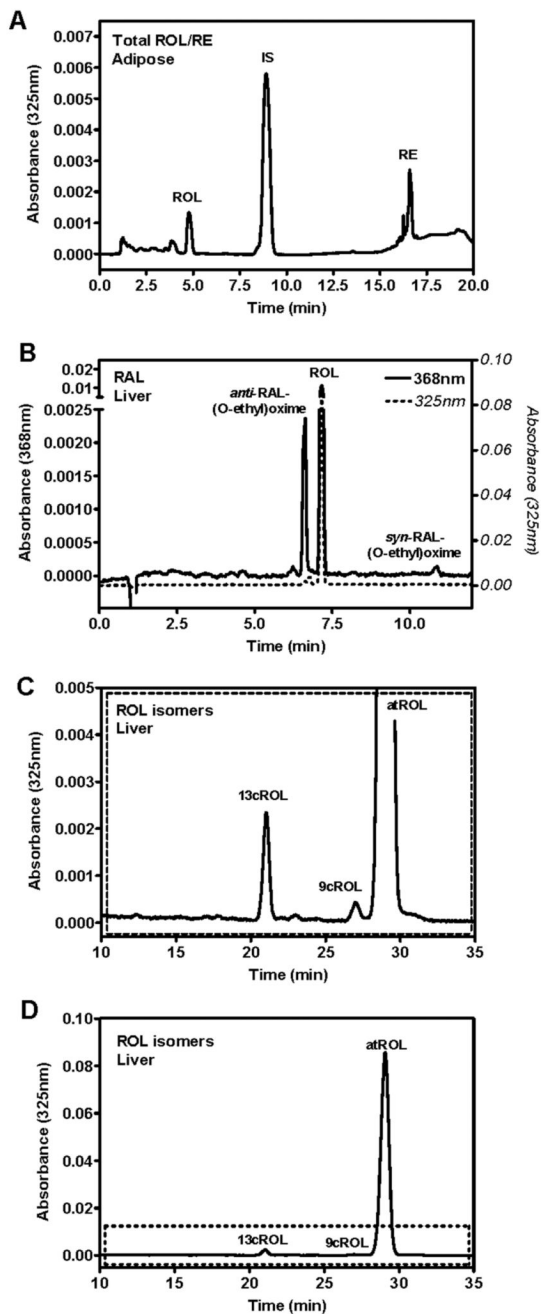 A
Total ROL/RE
Adipose
IS
ROL
RE
Absorbance (325nm)
0.007
0.006
0.005
0.004
0.003
0.002
0.001
0.000
0.0 2.5 5.0 7.5 10.0 12.5 15.0 17.5 20.0
Time (min)
B
RAL
Liver
anti-RAL-
(O-ethyl)oxime
ROL
368nm
325nm
syn-RAL-
(O-ethyl)oxime
Absorbance (368nm)
0.02
0.01
0.0025
0.0020
0.0015
0.0010
0.0005
0.0000
0.10
0.08
0.06
0.04
0.02
0.00
Absorbance (325nm)
0.0 2.5 5.0 7.5 10.0
Time (min)
C
ROL isomers
Liver
13cROL
9cROL
atROL
Absorbance (325nm)
0.005
0.004
0.003
0.002
0.001
0.000
10 15 20 25 30 35
Time (min)
D
ROL isomers
Liver
atROL
13cROL
9cROL
Absorbance (325nm)
0.10
0.08
0.06
0.04
0.02
0.00
10 15 20 25 30 35
Time (min)